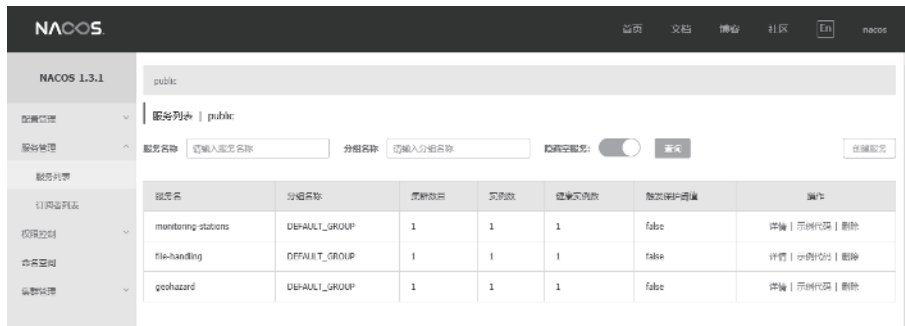 NACOS.
首页 文档 博客 社区 En nacos
NACOS 1.3.1
public
配置管理
服务列表 | public
服务管理
服务名称 请输入服务名称 分组名称 请输入分组名称 隐藏空服务: 查询 创建服务
服务列表
订阅者列表
权限控制
命名空间
集群管理
服务名 分组名称 集群数目 实例数 健康实例数 触发保护阈值 操作
monitoring-stations DEFAULT_GROUP 1 1 1 false 详情 | 示例代码 | 删除
file-handling DEFAULT_GROUP 1 1 1 false 详情 | 示例代码 | 删除
geohazard DEFAULT_GROUP 1 1 1 false 详情 | 示例代码 | 删除